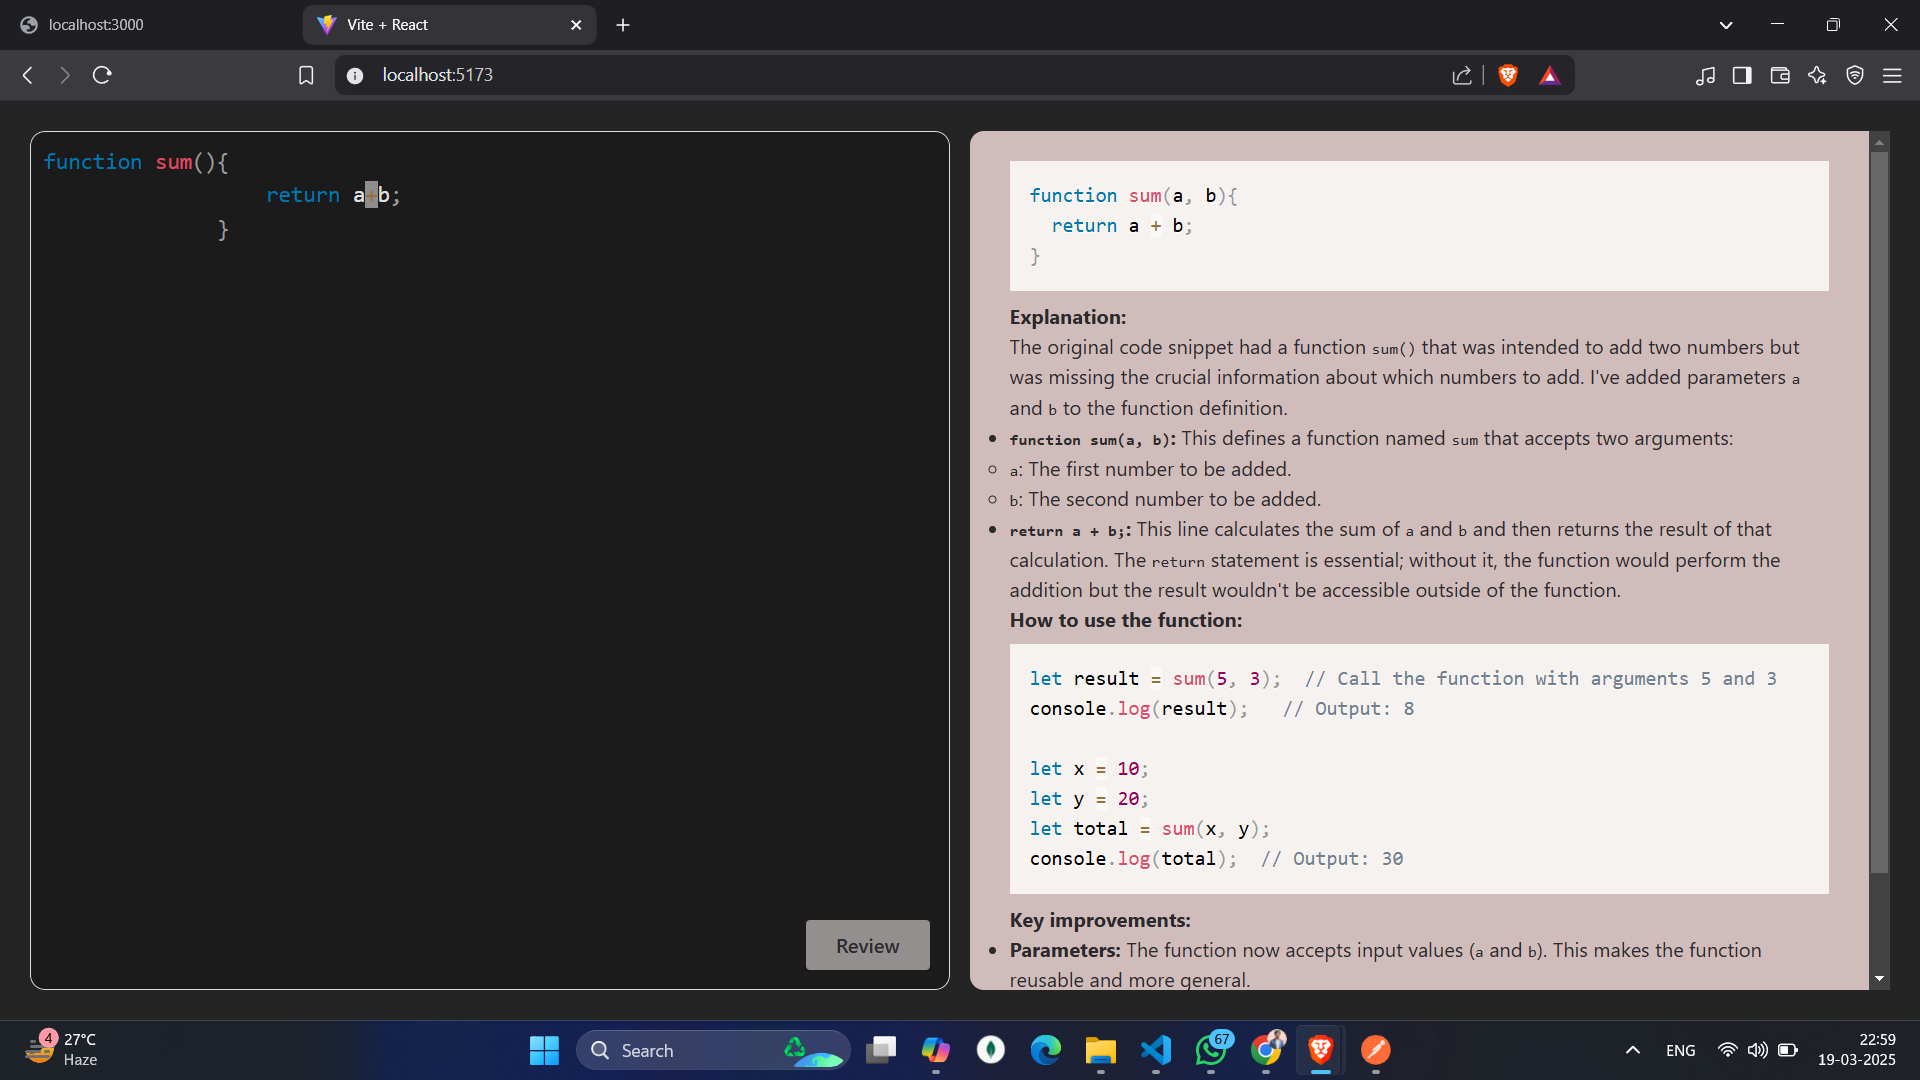 localhost:3000
Vite + React
localhost:5173
function sum(){
return a+b;
}
Review
function sum(a, b){
return a + b;
}
Explanation:
The original code snippet had a function sum() that was intended to add two numbers but
was missing the crucial information about which numbers to add. I've added parameters a
and b to the function definition.
function sum(a, b): This defines a function named sum that accepts two arguments:
a: The first number to be added.
b: The second number to be added.
return a + b;: This line calculates the sum of a and b and then returns the result of that
calculation. The return statement is essential; without it, the function would perform the
addition but the result wouldn't be accessible outside of the function.
How to use the function:
let result = sum(5, 3);  // Call the function with arguments 5 and 3
console.log(result);   // Output: 8
let x = 10;
let y = 20;
let total = sum(x, y);
console.log(total);  // Output: 30
Key improvements:
Parameters: The function now accepts input values (a and b). This makes the function
reusable and more general.
4
27°C
Haze
Search
67
ENG
22:59
19-03-2025